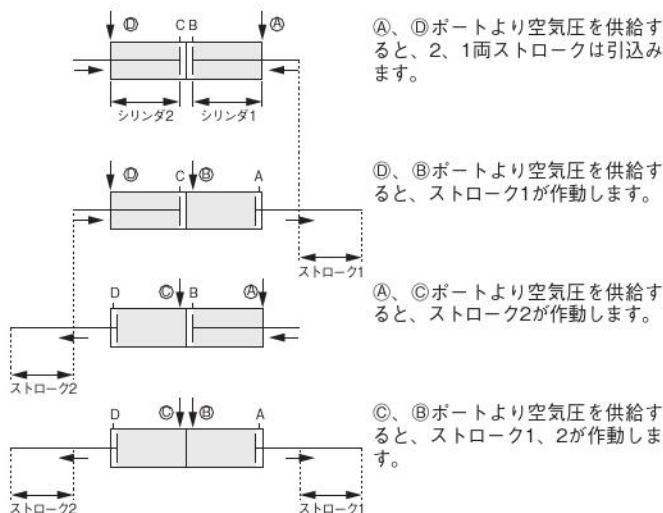 Ⓓ C B Ⓐ
シリンダ2 シリンダ1
Ⓐ、Ⓓポートより空気圧を供給す
ると、2、1両ストロークは引込み
ます。
Ⓓ C Ⓑ A
ストローク1
Ⓓ、Ⓑポートより空気圧を供給す
ると、ストローク1が作動します。
D Ⓒ B Ⓐ
ストローク2
Ⓐ、Ⓒポートより空気圧を供給す
ると、ストローク2が作動します。
D Ⓒ Ⓑ A
ストローク2 ストローク1
Ⓒ、Ⓑポートより空気圧を供給す
ると、ストローク1、2が作動しま
す。